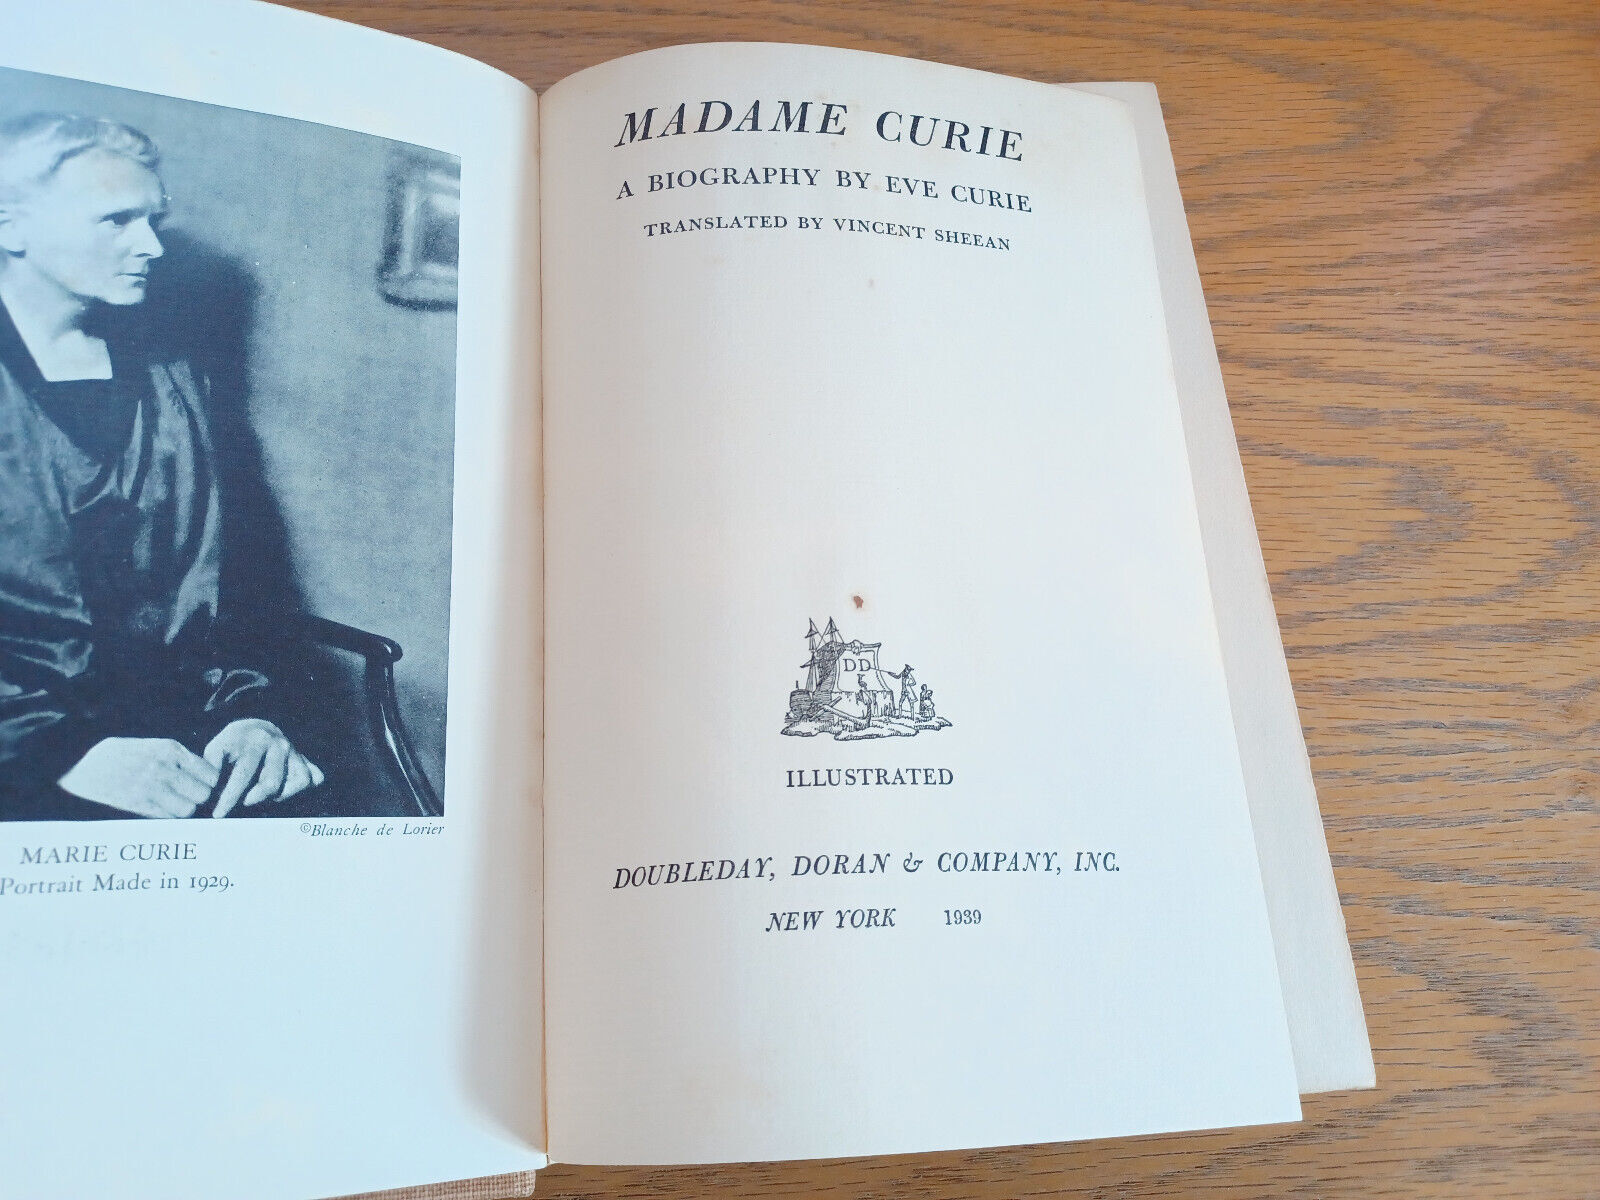 ©Blanche de Lorier
MARIE CURIE
Portrait Made in 1929.
MADAME CURIE
A BIOGRAPHY BY EVE CURIE
TRANSLATED BY VINCENT SHEEAN
DD
ILLUSTRATED
DOUBLEDAY, DORAN & COMPANY, INC.
NEW YORK 1939